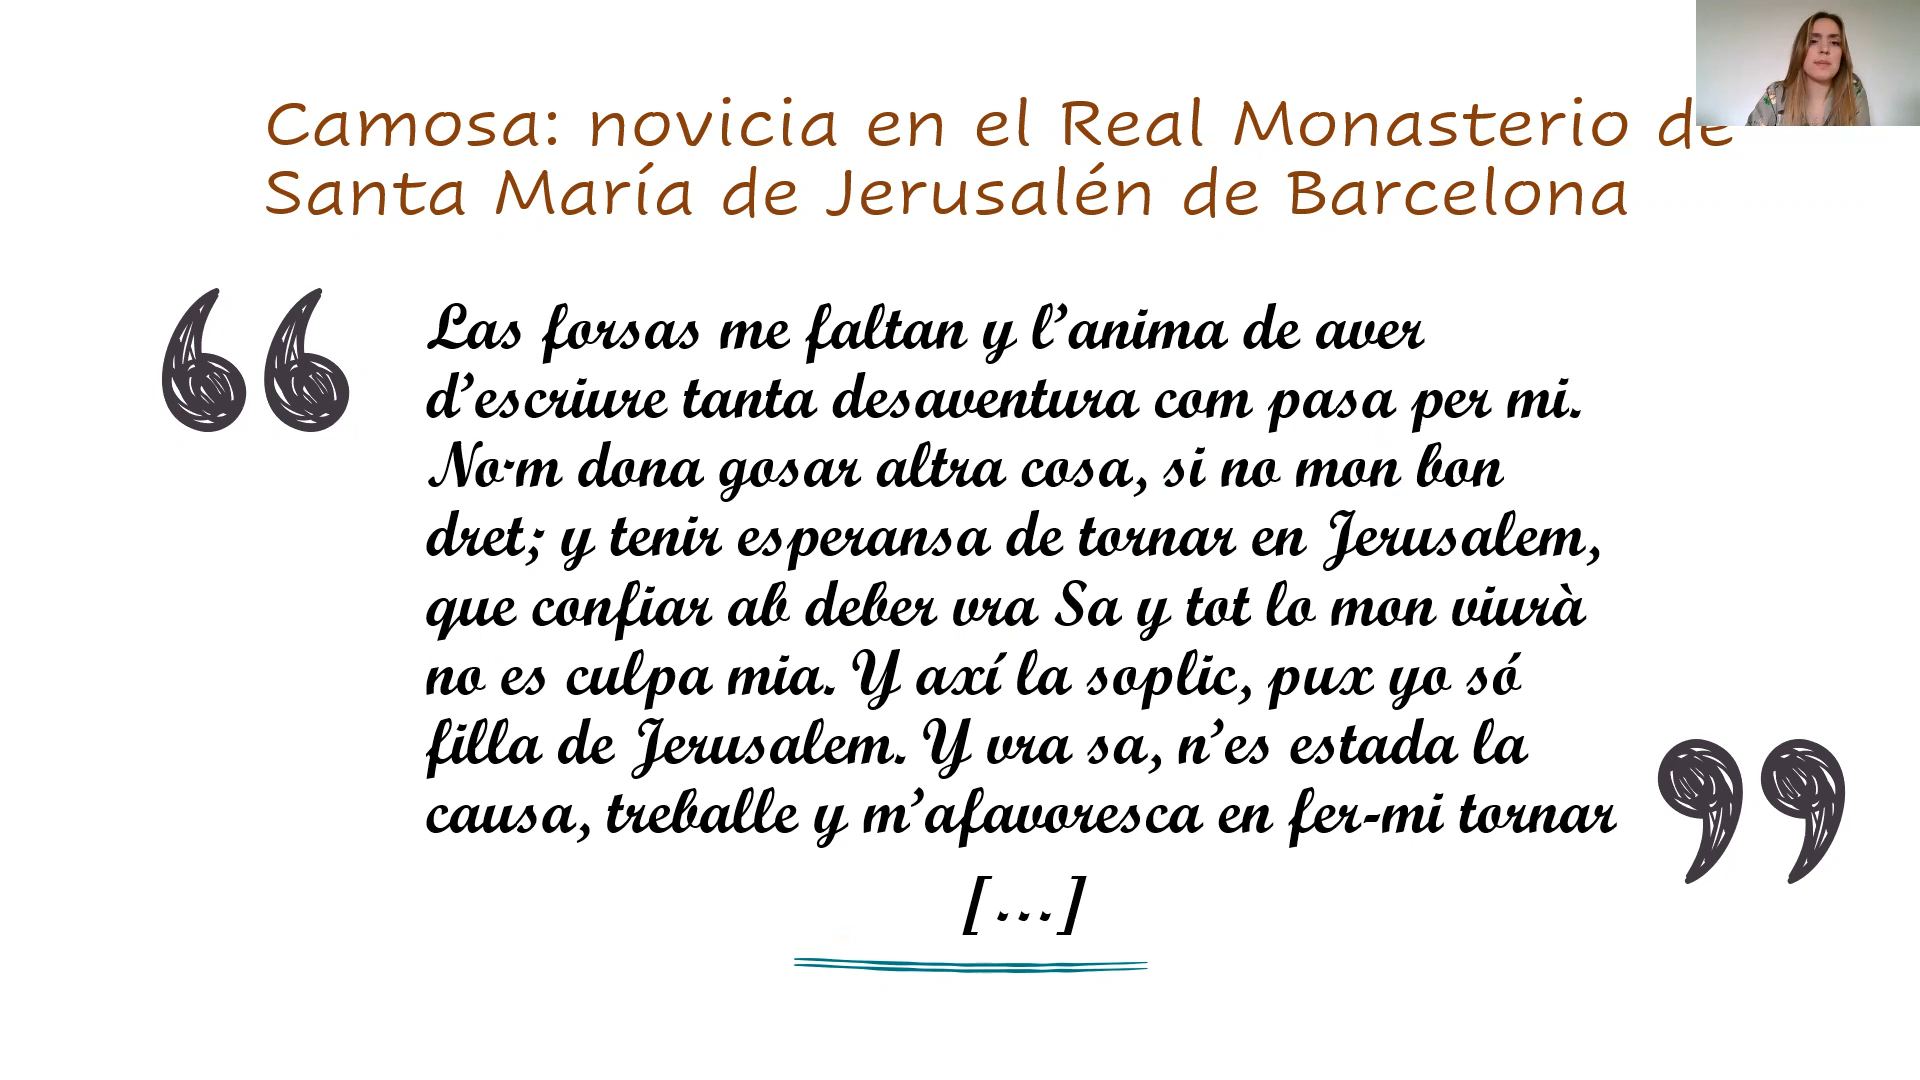 Camosa: novicia en el Real Monasterio de
Santa María de Jerusalén de Barcelona
Las forsas me faltan y l’anima de aver
d’escriure tanta desaventura com pasa per mi.
No·m dona gosar altra cosa, si no mon bon
dret; y tenir esperansa de tornar en Jerusalem,
que confiar ab deber vra Sa y tot lo mon viurà
no es culpa mia. Y axí la soplic, pux yo só
filla de Jerusalem. Y vra sa, n’es estada la
causa, treballe y m’afavoresca en fer-mi tornar
[…]